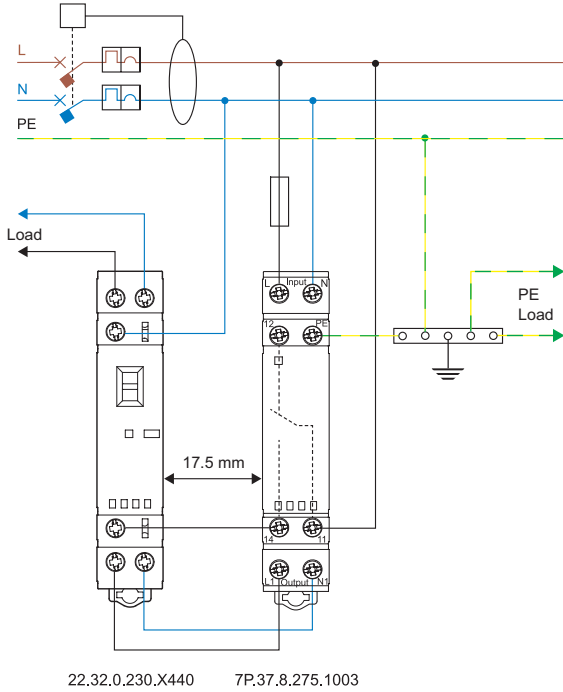 L
N
PE
Load
L Input N
12 PE
PE
Load
17.5 mm
14 11
L1 Output N1
22.32.0.230.X440 7P.37.8.275.1003